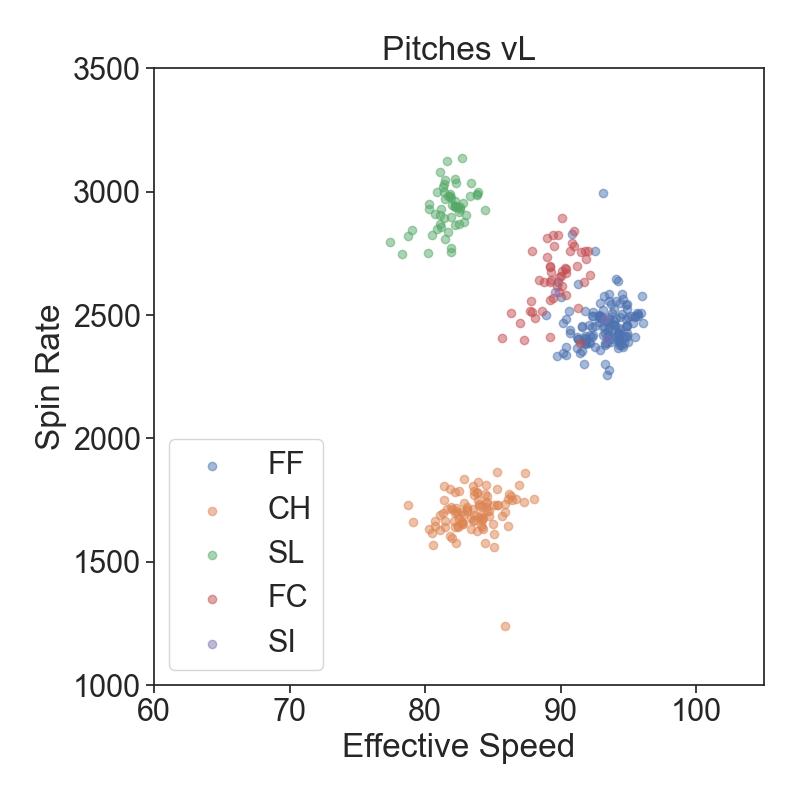 Pitches vL
3500
3000
2500
2000
1500
1000
Spin Rate
FF
CH
SL
FC
SI
60 70 80 90 100
Effective Speed